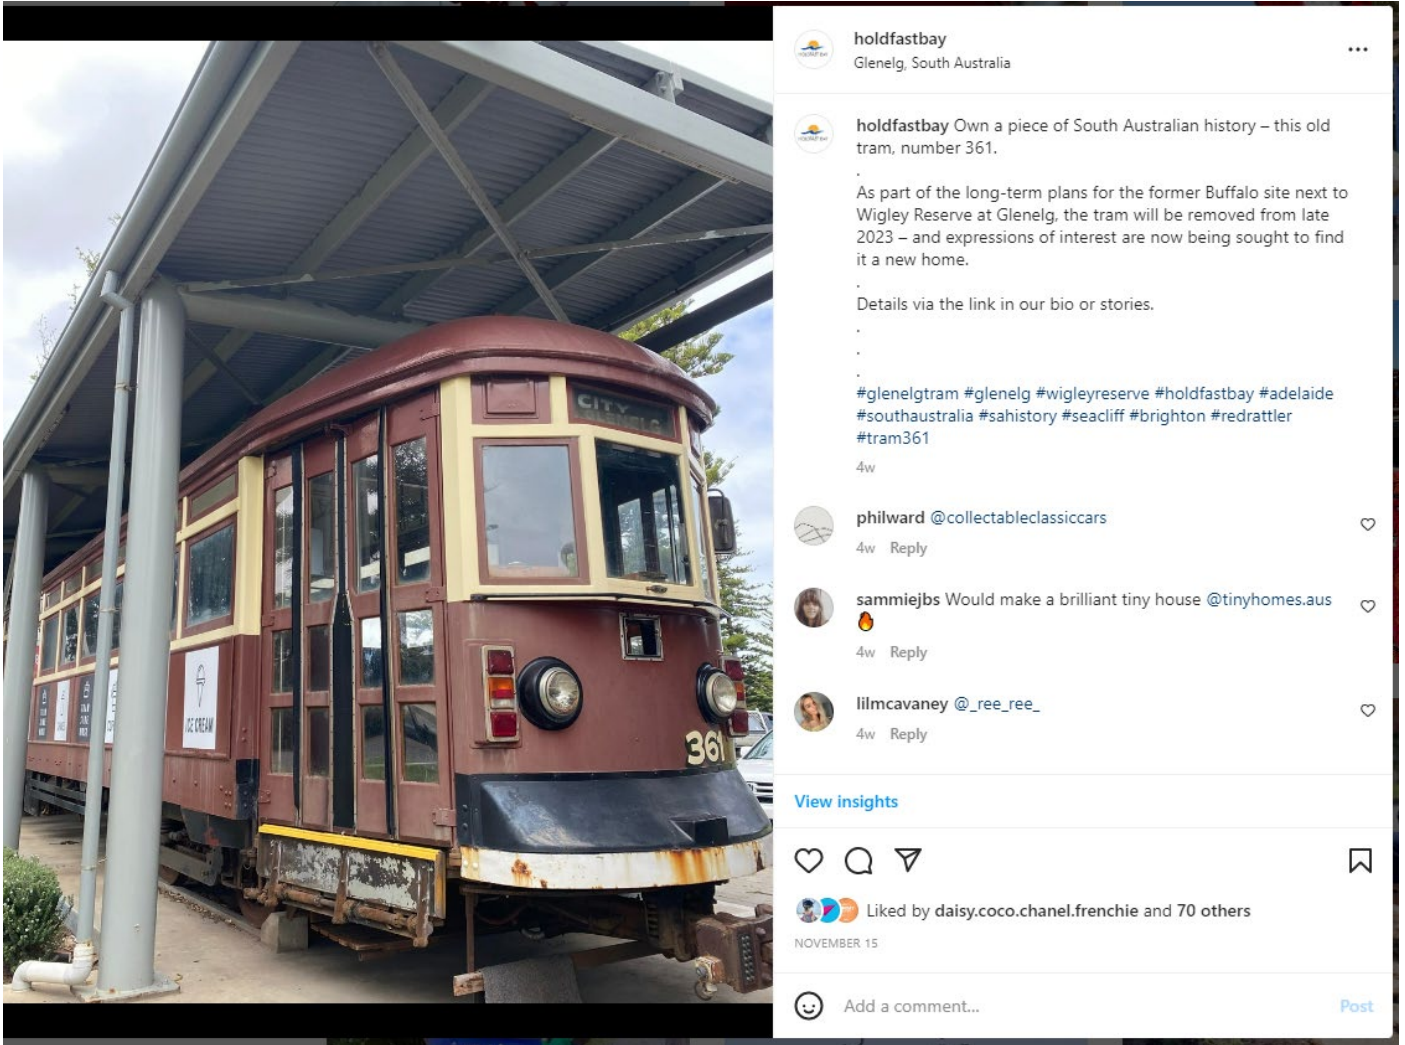 holdfastbay
Glenelg, South Australia
holdfastbay Own a piece of South Australian history – this old
tram, number 361.
.
As part of the long-term plans for the former Buffalo site next to
Wigley Reserve at Glenelg, the tram will be removed from late
2023 – and expressions of interest are now being sought to find
it a new home.
.
Details via the link in our bio or stories.
.
.
.
#glenelgtram #glenelg #wigleyreserve #holdfastbay #adelaide
#southaustralia #sahistory #seacliff #brighton #redrattler
#tram361
4w
philward @collectableclassiccars
4w Reply
sammiejbs Would make a brilliant tiny house @tinyhomes.aus
🔥
4w Reply
lilmcavaney @_ree_ree_
4w Reply
View insights
Liked by daisy.coco.chanel.frenchie and 70 others
NOVEMBER 15
Add a comment... Post
CITY
ICE CREAM
361